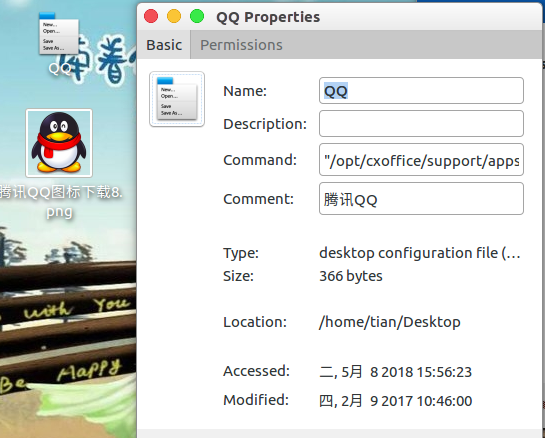 QQ Properties
Basic
Permissions
New...
Open...
Save
Save As...
QQ
New...
Open...
Save
Save As...
Name:
QQ
Description:
Command:
"/opt/cxoffice/support/apps
Comment:
腾讯QQ
腾讯QQ图标下载8.
png
Type:
desktop configuration file (...
Size:
366 bytes
Location:
/home/tian/Desktop
Accessed:
二, 5月 8 2018 15:56:23
Modified:
四, 2月 9 2017 10:46:00
with You
Be Happy